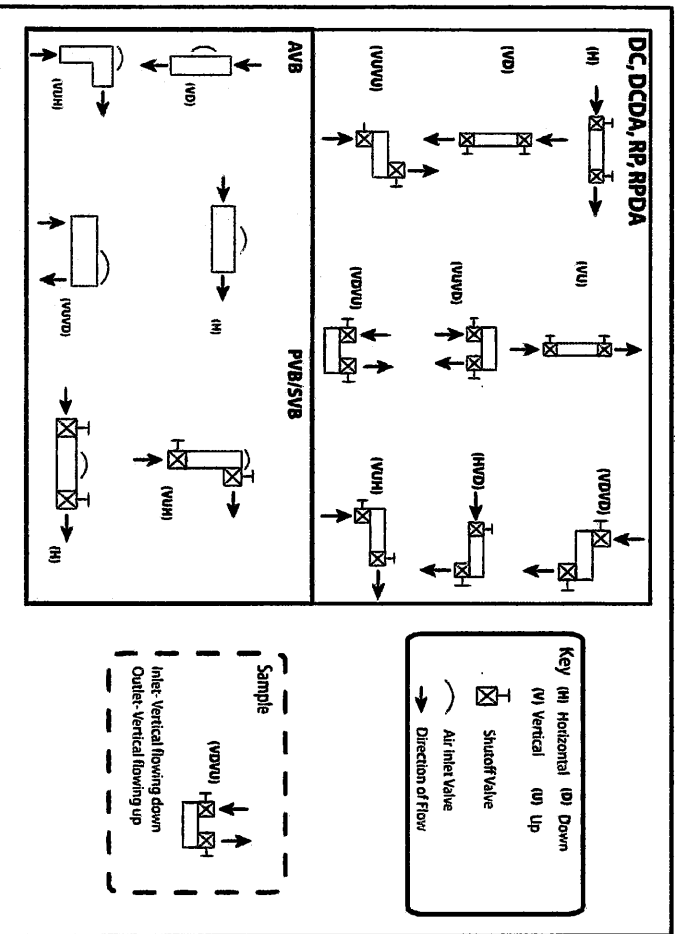 DC, DCDA, RP, RPDA
(H)
(VU)
(VDVD)
(VD)
(VUVD)
(HVD)
(VUVU)
(VDVU)
(VUH)
AVB
PVB/SVB
(VD)
(H)
(VUH)
(VUH)
(VUVD)
(H)
Key (H) Horizontal (D) Down
(V) Vertical (U) Up
Shutoff Valve
Air Inlet Valve
Direction of Flow
Sample
(VDVU)
Inlet- Vertical flowing down
Outlet- Vertical flowing up